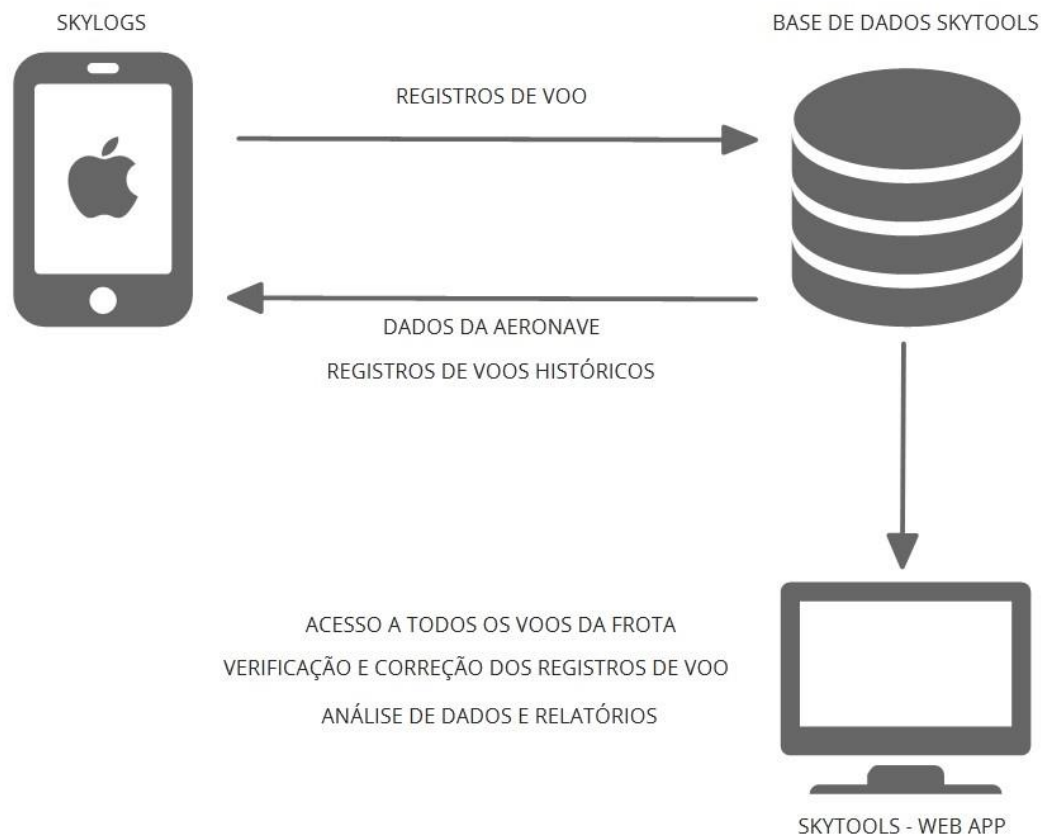 SKYLOGS
BASE DE DADOS SKYTOOLS
REGISTROS DE VOO
DADOS DA AERONAVE
REGISTROS DE VOOS HISTÓRICOS
ACESSO A TODOS OS VOOS DA FROTA
VERIFICAÇÃO E CORREÇÃO DOS REGISTROS DE VOO
ANÁLISE DE DADOS E RELATÓRIOS
SKYTOOLS - WEB APP